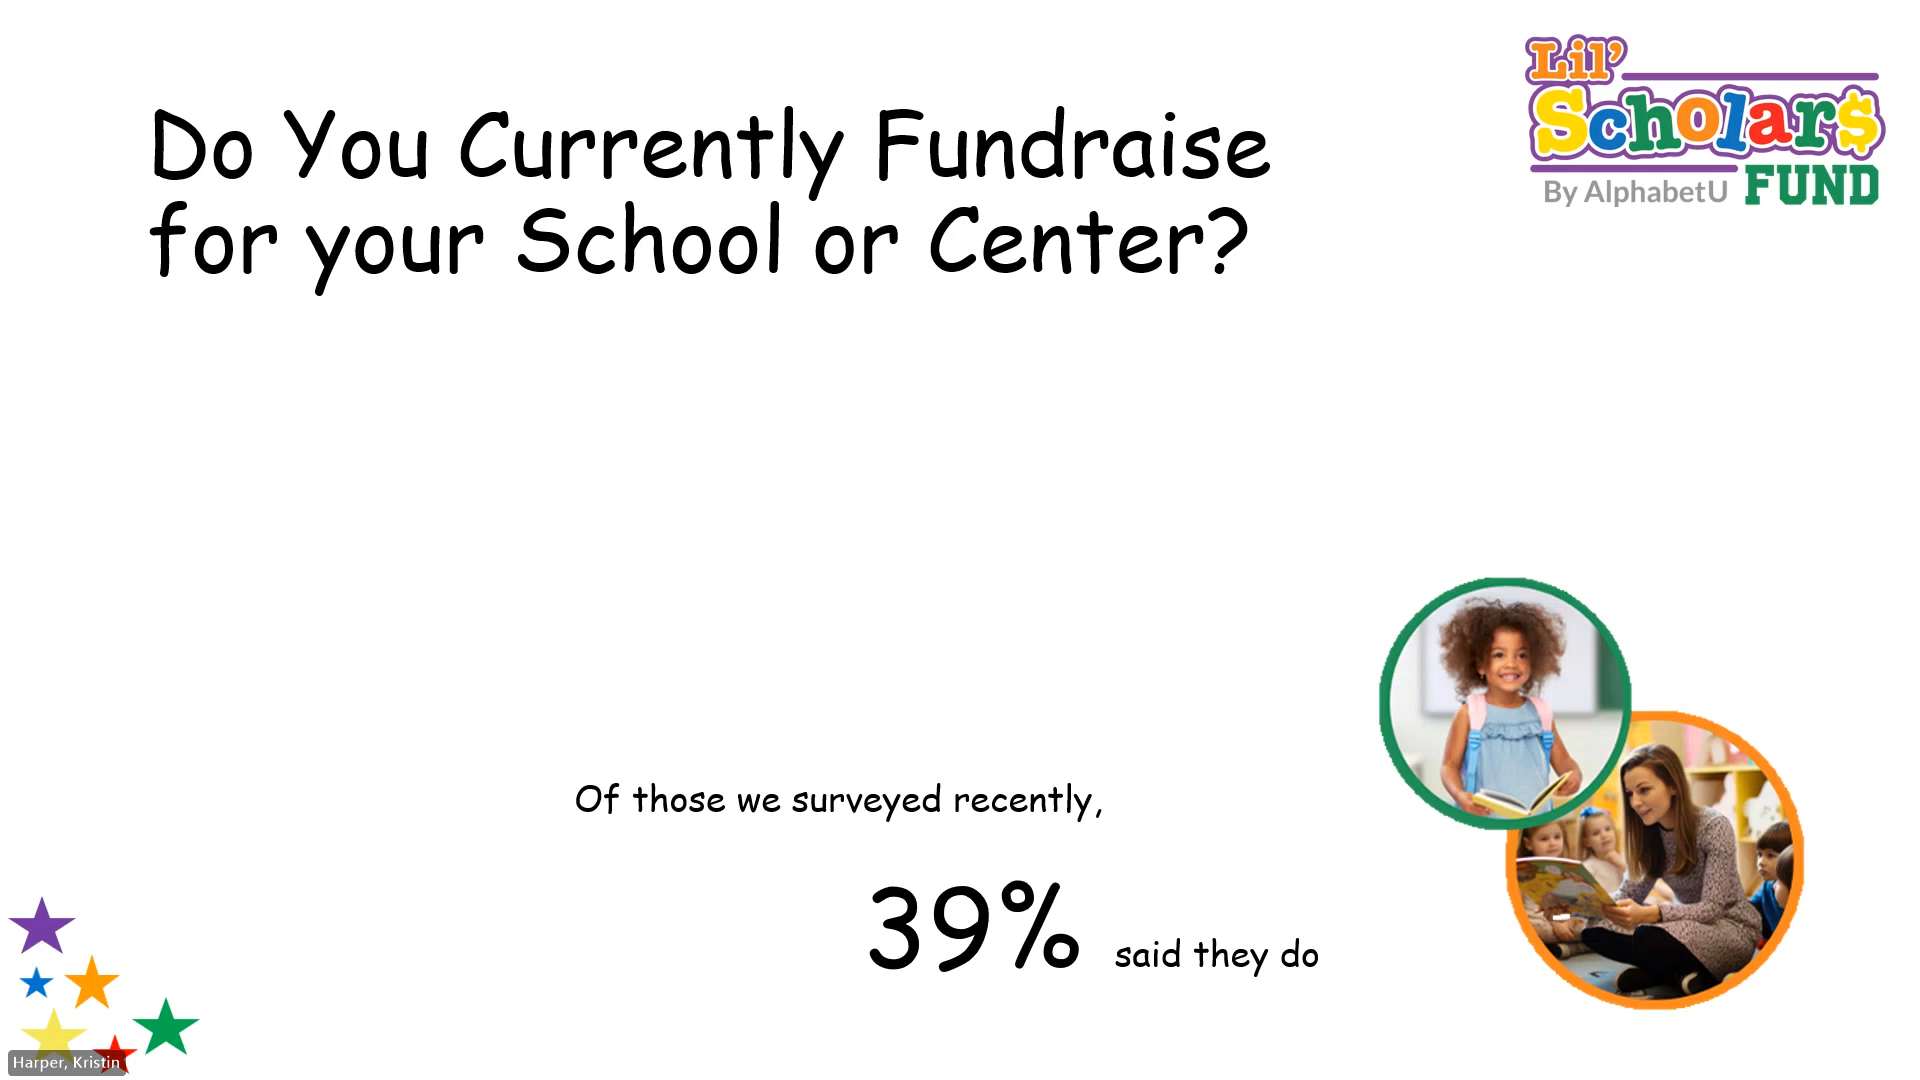 Lil'
Scholar$
By AlphabetU FUND
Do You Currently Fundraise
for your School or Center?
Of those we surveyed recently,
39% said they do
Harper, Kristin